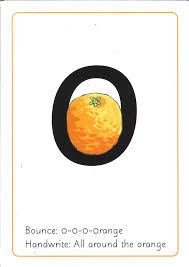 o
Bounce: o-o-o-orange
Handwrite: All around the orange